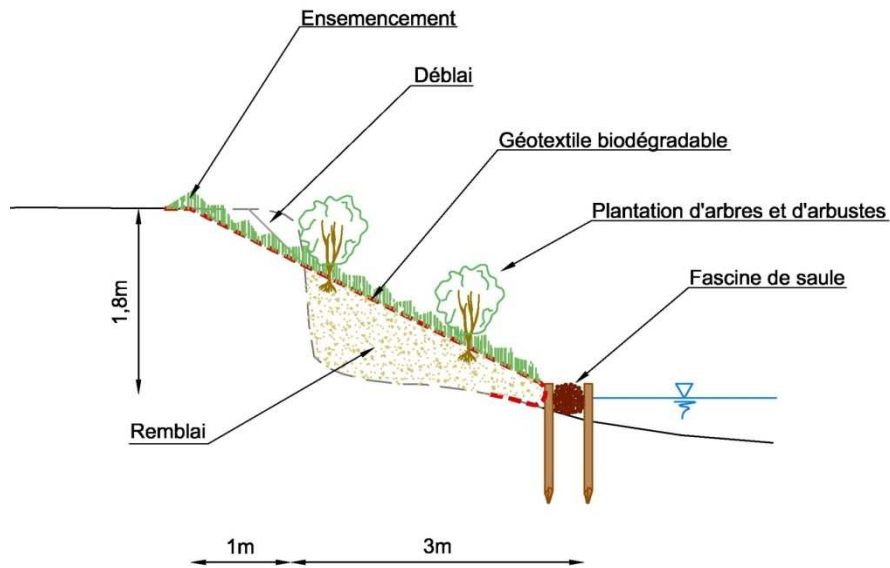 Ensemencement
Déblai
Géotextile biodégradable
Plantation d'arbres et d'arbustes
Fascine de saule
1,8m
Remblai
1m
3m